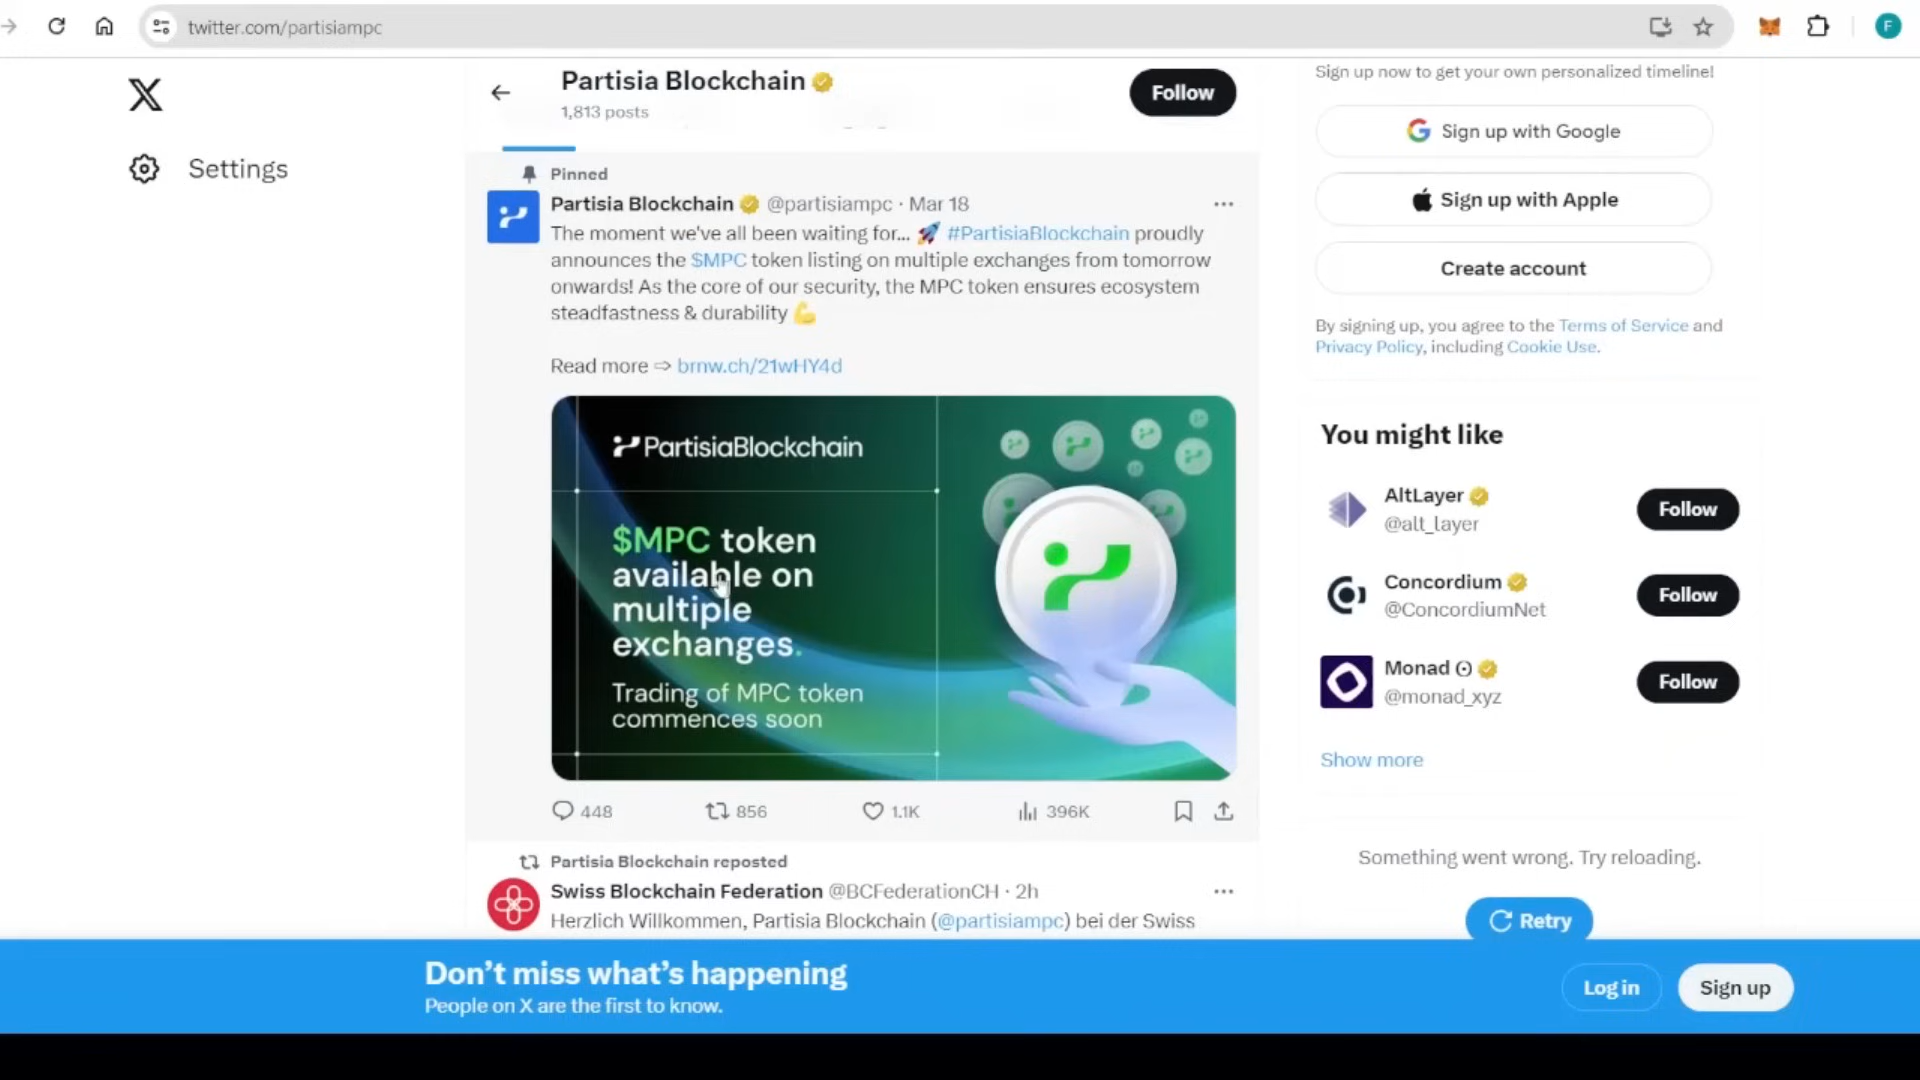 twitter.com/partisiampc
F
Settings
Partisia Blockchain
1,813 posts
Follow
Pinned
Partisia Blockchain @partisiampc · Mar 18
The moment we've all been waiting for... 🚀 #PartisiaBlockchain proudly
announces the $MPC token listing on multiple exchanges from tomorrow
onwards! As the core of our security, the MPC token ensures ecosystem
steadfastness & durability 💪
Read more ⇨ brnw.ch/21wHY4d
PartisiaBlockchain
$MPC token
available on
multiple
exchanges.
Trading of MPC token
commences soon
448 856 1.1K 396K
Partisia Blockchain reposted
Swiss Blockchain Federation @BCFederationCH · 2h
Herzlich Willkommen, Partisia Blockchain (@partisiampc) bei der Swiss
Sign up now to get your own personalized timeline!
Sign up with Google
Sign up with Apple
Create account
By signing up, you agree to the Terms of Service and
Privacy Policy, including Cookie Use.
You might like
AltLayer
@alt_layer
Follow
Concordium
@ConcordiumNet
Follow
Monad
@monad_xyz
Follow
Show more
Something went wrong. Try reloading.
Retry
Don't miss what's happening
People on X are the first to know.
Log in
Sign up